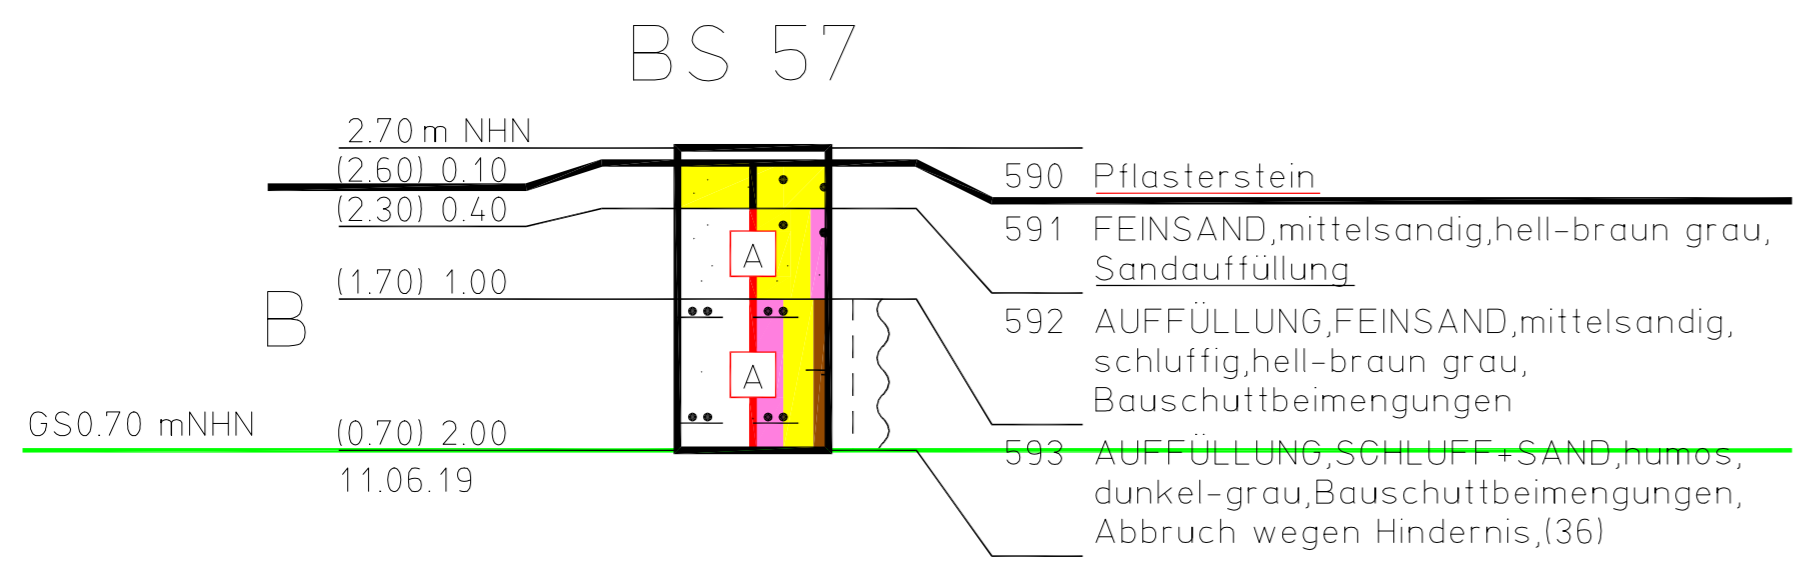 BS 57
2.70 m NHN
(2.60) 0.10
(2.30) 0.40
(1.70) 1.00
B
GS0.70 mNHN
(0.70) 2.00
11.06.19
A
A
590 Pflasterstein
591 FEINSAND,mittelsandig,hell-braun grau,
Sandauffüllung
592 AUFFÜLLUNG,FEINSAND,mittelsandig,
schluffig,hell-braun grau,
Bauschuttbeimengungen
593 AUFFÜLLUNG,SCHLUFF+SAND,humos,
dunkel-grau,Bauschuttbeimengungen,
Abbruch wegen Hindernis,(36)